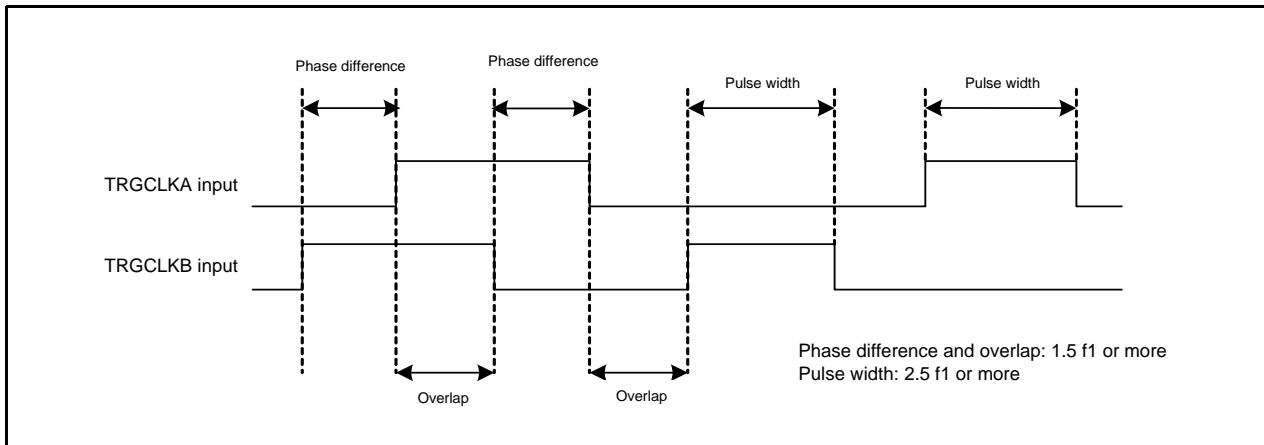 Phase difference
Phase difference
Pulse width
Pulse width
TRGCLKA input
TRGCLKB input
Phase difference and overlap: 1.5 f1 or more
Pulse width: 2.5 f1 or more
Overlap
Overlap